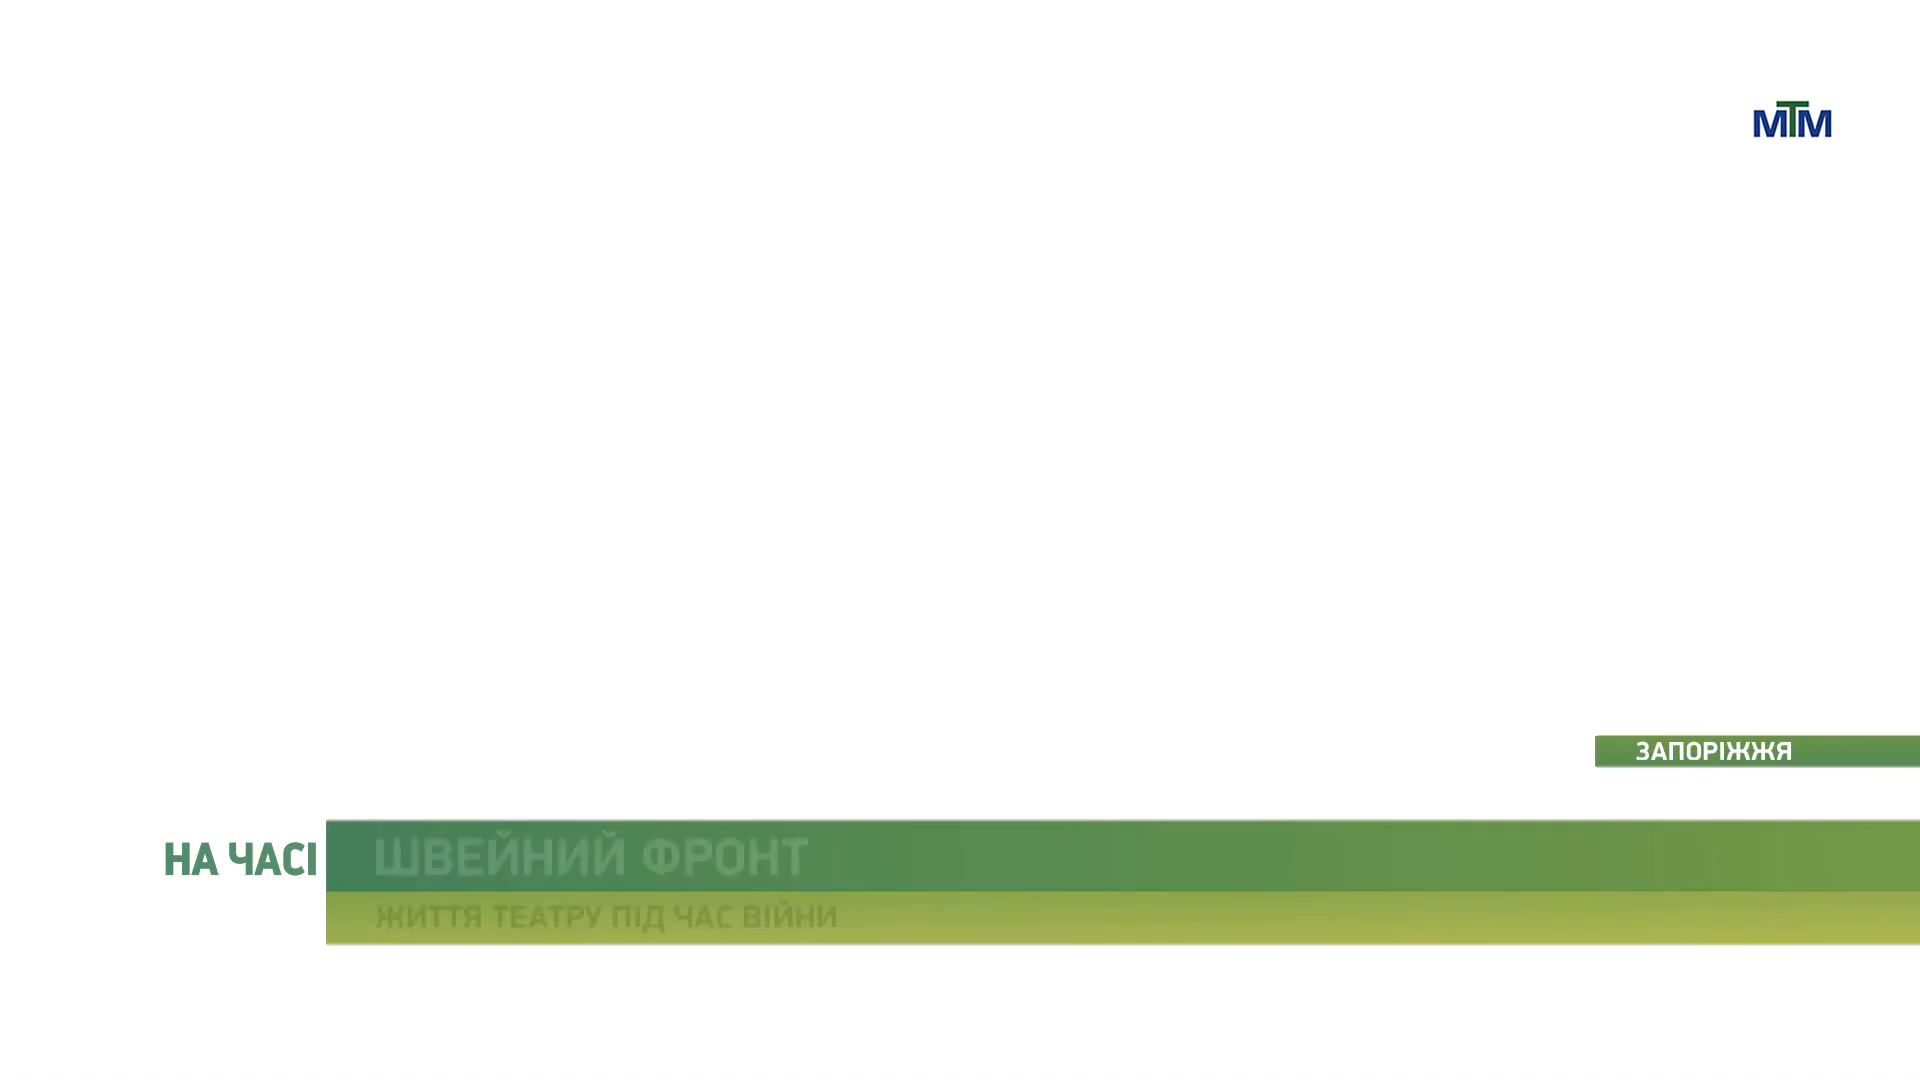 МТМ
ЗАПОРІЖЖЯ
НА ЧАСІ
ШВЕЙНИЙ ФРОНТ
ЖИТТЯ ТЕАТРУ ПІД ЧАС ВІЙНИ